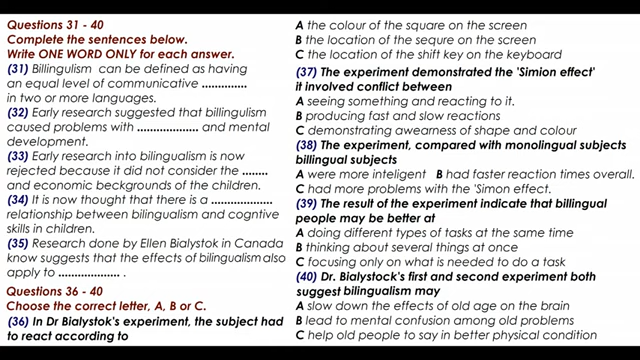 Questions 31 - 40
Complete the sentences below.
Write ONE WORD ONLY for each answer.
(31) Billingulism can be defined as having
an equal level of communicative ..............
in two or more languages.
(32) Early research suggested that billingulism
caused problems with ................... and mental
development.
(33) Early research into bilingualism is now
rejected because it did not consider the ........
and economic beckgrounds of the children.
(34) It is now thought that there is a ...................
relationship between bilingualism and cogntive
skills in children.
(35) Research done by Ellen Bialystok in Canada
know suggests that the effects of bilingualism also
apply to ................... .
Questions 36 - 40
Choose the correct letter, A, B or C.
(36) In Dr Bialystok's experiment, the subject had
to react according to
A the colour of the square on the screen
B the location of the sequre on the screen
C the location of the shift key on the keyboard
(37) The experiment demonstrated the 'Simion effect'
it involved conflict between
A seeing something and reacting to it.
B producing fast and slow reactions
C demonstrating awearness of shape and colour
(38) The experiment, compared with monolingual subjects
billingual subjects
A were more inteligent B had faster reaction times overall.
C had more problems with the 'Simon effect.
(39) The result of the experiment indicate that billingual
people may be better at
A doing different types of tasks at the same time
B thinking about several things at once
C focusing only on what is needed to do a task
(40) Dr. Bialystock's first and second experiment both
suggest bilingualism may
A slow down the effects of old age on the brain
B lead to mental confusion among old problems
C help old people to say in better physical condition